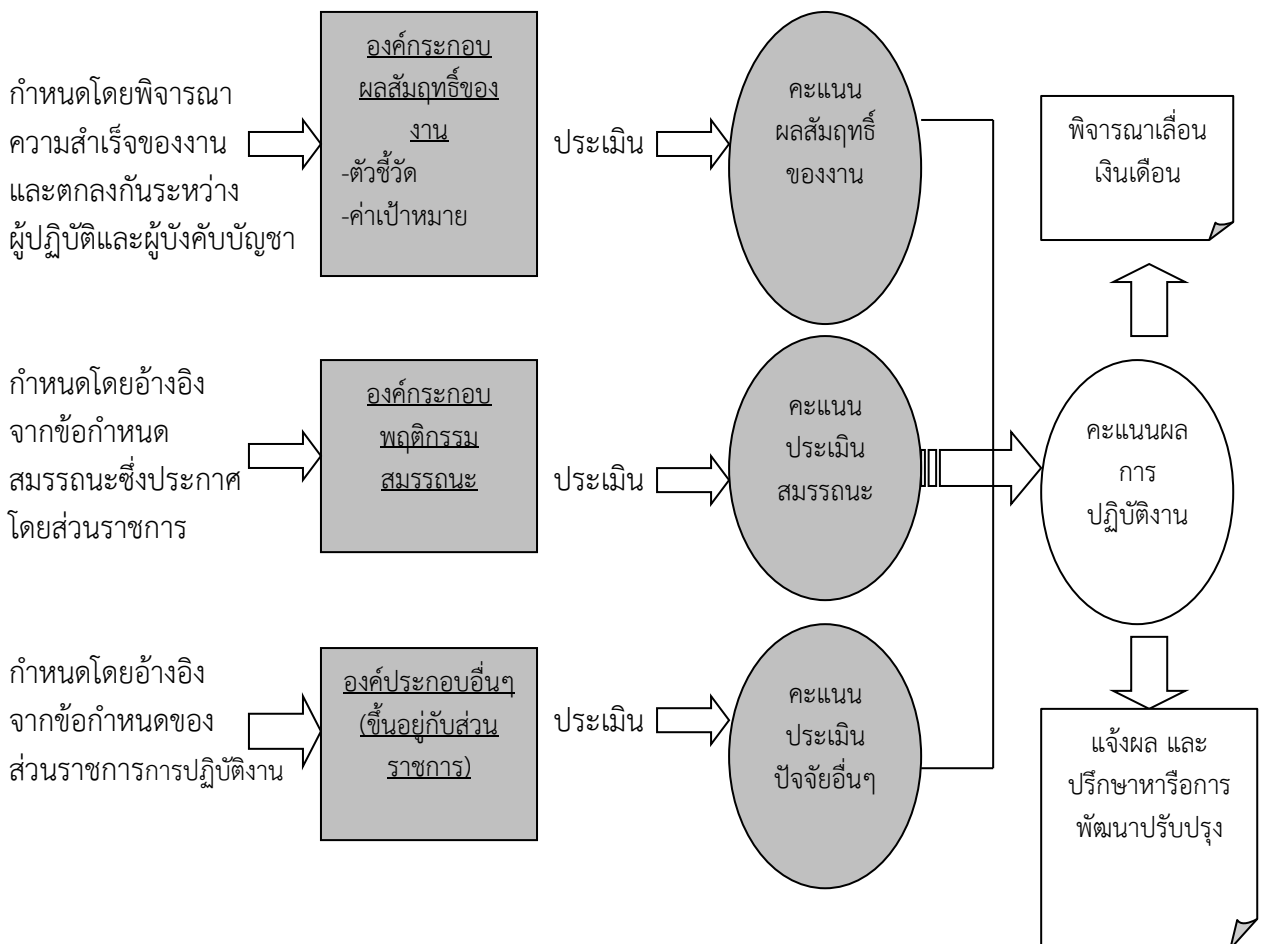 กำหนดโดยพิจารณา
ความสำเร็จของงาน
และตกลงกันระหว่าง
ผู้ปฏิบัติและผู้บังคับบัญชา
องค์กระกอบ
ผลสัมฤทธิ์ของ
งาน
-ตัวชี้วัด
-ค่าเป้าหมาย
ประเมิน
คะแนน
ผลสัมฤทธิ์
ของงาน
พิจารณาเลื่อน
เงินเดือน
กำหนดโดยอ้างอิง
จากข้อกำหนด
สมรรถนะซึ่งประกาศ
โดยส่วนราชการ
องค์กระกอบ
พฤติกรรม
สมรรถนะ
ประเมิน
คะแนน
ประเมิน
สมรรถนะ
คะแนนผล
การ
ปฏิบัติงาน
กำหนดโดยอ้างอิง
จากข้อกำหนดของ
ส่วนราชการการปฏิบัติงาน
องค์ประกอบอื่นๆ
(ขึ้นอยู่กับส่วน
ราชการ)
ประเมิน
คะแนน
ประเมิน
ปัจจัยอื่นๆ
แจ้งผล และ
ปรึกษาหารือการ
พัฒนาปรับปรุง